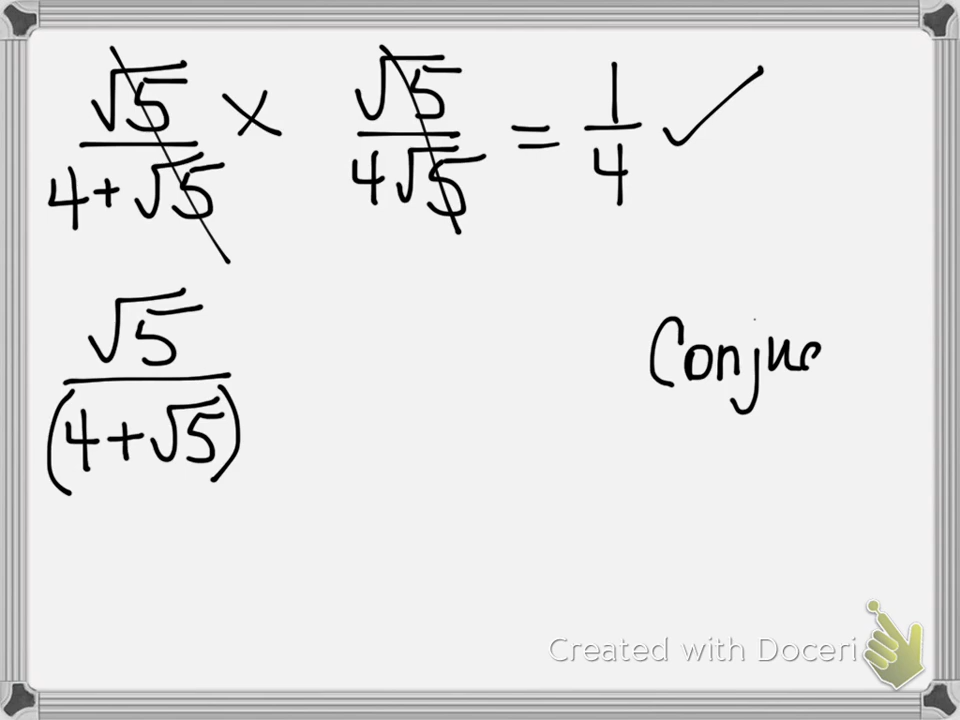 √5/(4+√5) × √5/(4√5) = 1/4 ✓
√5/(4+√5)
Conju
Created with Doceri